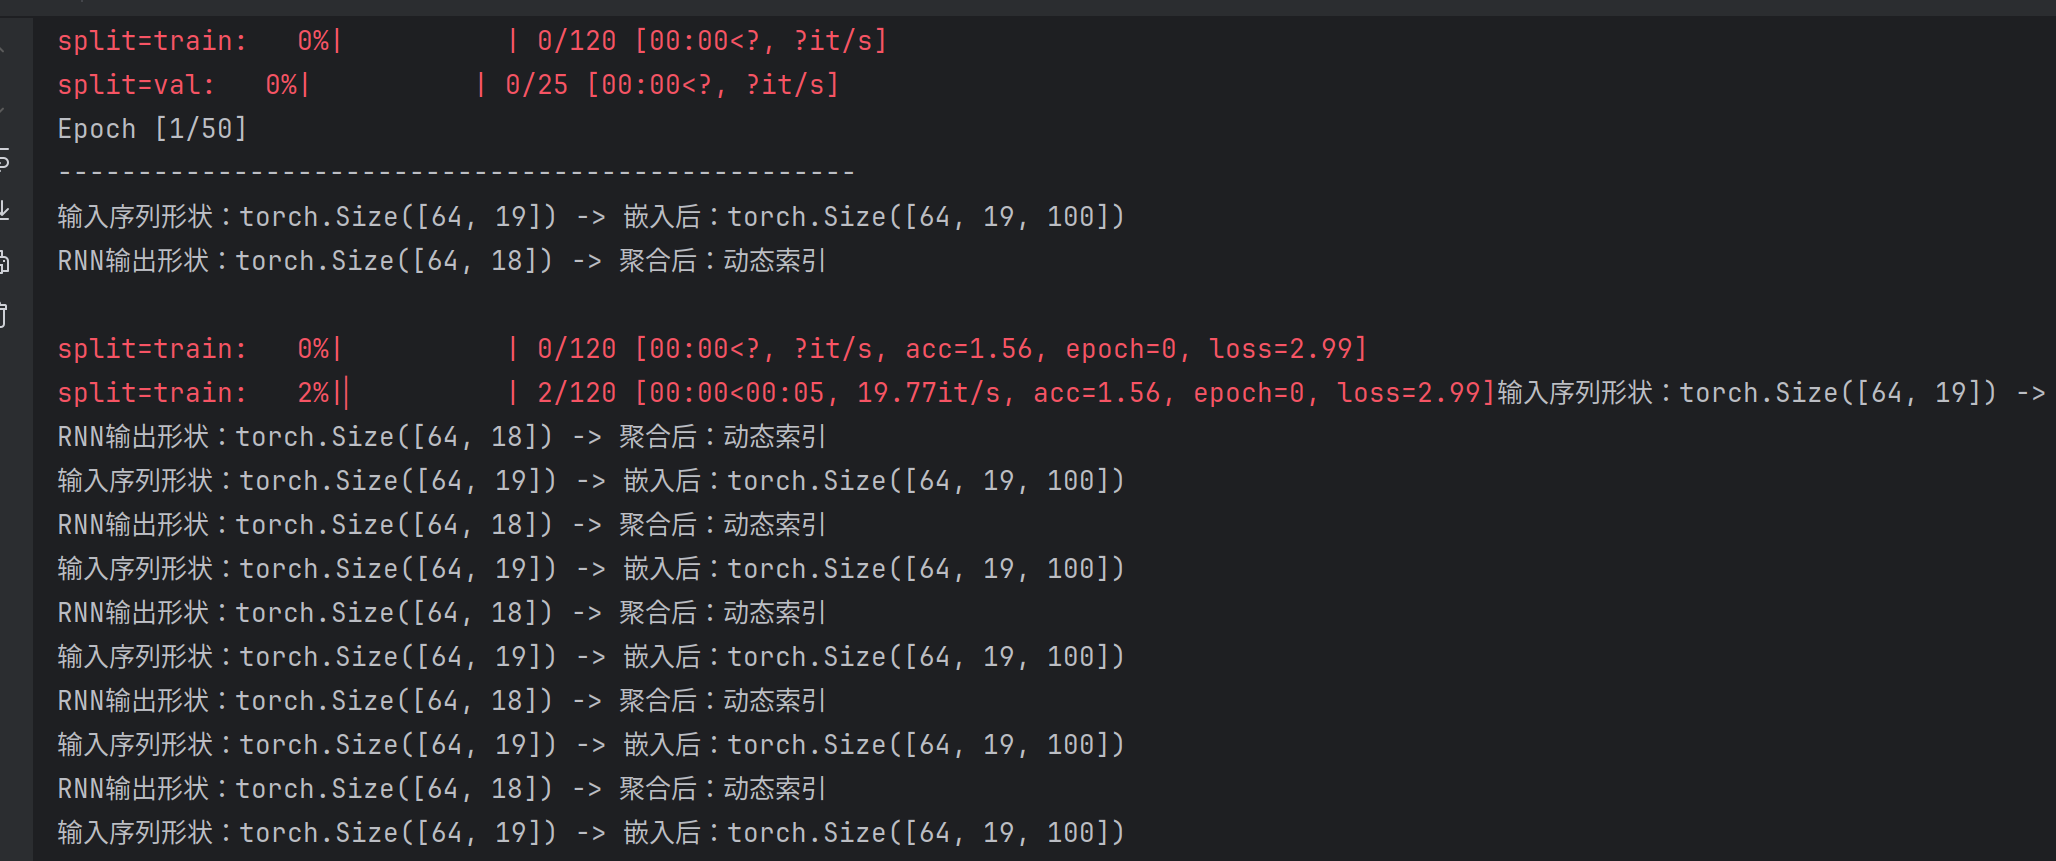 split=train:   0%|          | 0/120 [00:00<?, ?it/s]
split=val:   0%|          | 0/25 [00:00<?, ?it/s]
Epoch [1/50]
--------------------------------------------------
输入序列形状：torch.Size([64, 19]) -> 嵌入后：torch.Size([64, 19, 100])
RNN输出形状：torch.Size([64, 18]) -> 聚合后：动态索引
split=train:   0%|          | 0/120 [00:00<?, ?it/s, acc=1.56, epoch=0, loss=2.99]
split=train:   2%||          | 2/120 [00:00<00:05, 19.77it/s, acc=1.56, epoch=0, loss=2.99]输入序列形状：torch.Size([64, 19]) ->
RNN输出形状：torch.Size([64, 18]) -> 聚合后：动态索引
输入序列形状：torch.Size([64, 19]) -> 嵌入后：torch.Size([64, 19, 100])
RNN输出形状：torch.Size([64, 18]) -> 聚合后：动态索引
输入序列形状：torch.Size([64, 19]) -> 嵌入后：torch.Size([64, 19, 100])
RNN输出形状：torch.Size([64, 18]) -> 聚合后：动态索引
输入序列形状：torch.Size([64, 19]) -> 嵌入后：torch.Size([64, 19, 100])
RNN输出形状：torch.Size([64, 18]) -> 聚合后：动态索引
输入序列形状：torch.Size([64, 19]) -> 嵌入后：torch.Size([64, 19, 100])
RNN输出形状：torch.Size([64, 18]) -> 聚合后：动态索引
输入序列形状：torch.Size([64, 19]) -> 嵌入后：torch.Size([64, 19, 100])